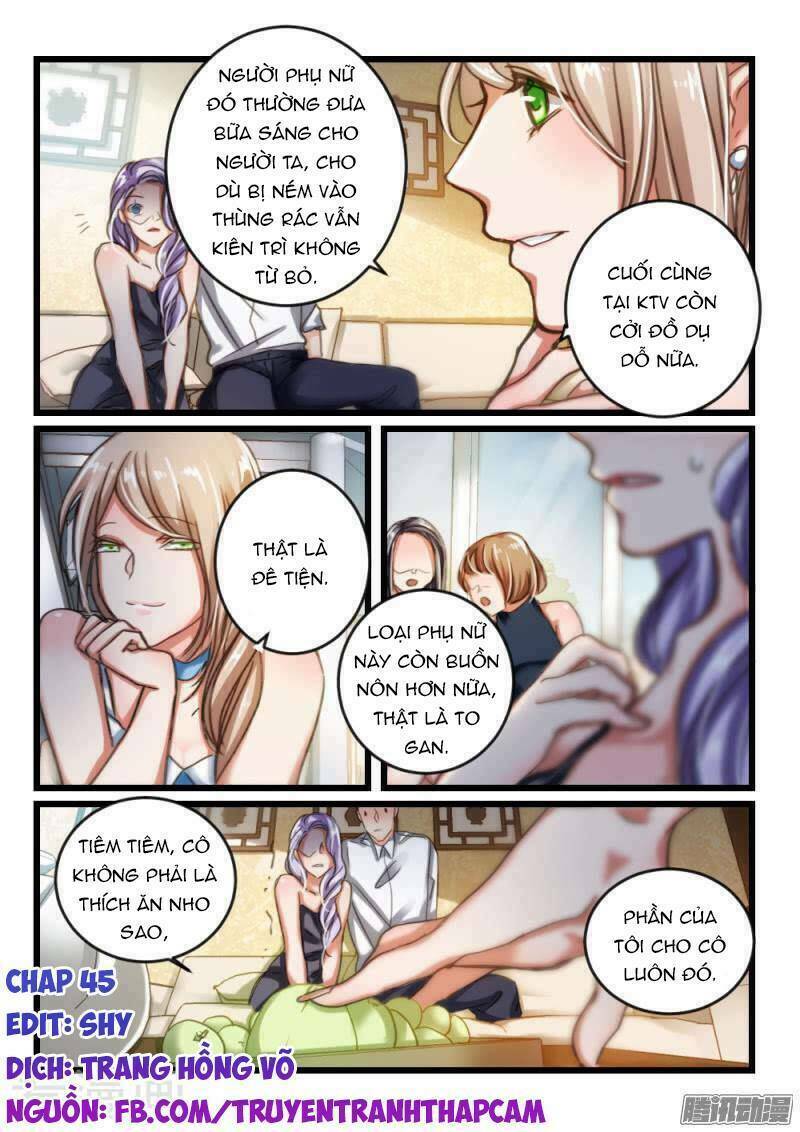 NGƯỜI PHỤ NỮ
ĐÓ THƯỜNG ĐƯA
BỮA SÁNG CHO
NGƯỜI TA, CHO
DÙ BỊ NÉM VÀO
THÙNG RÁC VẪN
KIÊN TRÌ KHÔNG
TỪ BỎ.
CUỐI CÙNG
TẠI KTV CÒN
CỞI ĐỒ DỤ
DỖ NỮA.
THẬT LÀ
ĐÊ TIỆN.
LOẠI PHỤ NỮ
NÀY CÒN BUỒN
NÔN HƠN NỮA,
THẬT LÀ TO
GAN.
TIÊM TIÊM, CÔ
KHÔNG PHẢI LÀ
THÍCH ĂN NHO
SAO,
PHẦN CỦA
TÔI CHO CÔ
LUÔN ĐÓ.
CHAP 45
EDIT: SHY
DỊCH: TRANG HỒNG VÕ
NGUỒN: FB.COM/TRUYENTRANHTHAPCAM
腾讯动漫